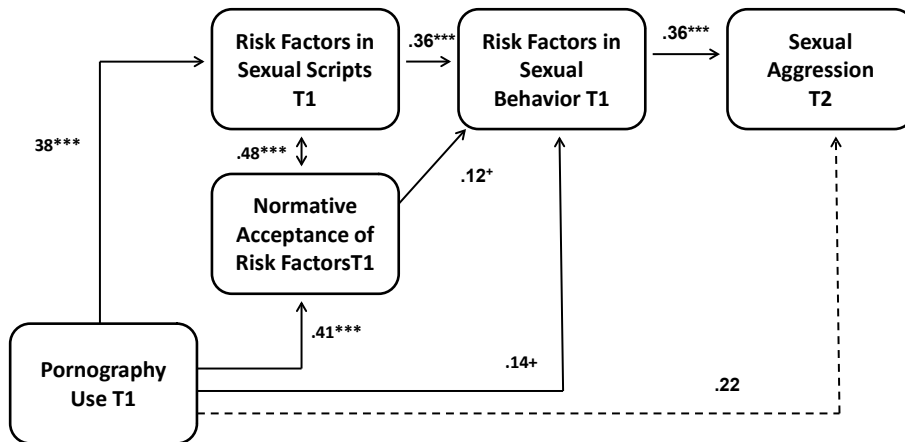 Risk Factors in
Sexual Scripts
T1
.36***
Risk Factors in
Sexual
Behavior T1
.36***
Sexual
Aggression
T2
38***
.48***
.12+
Normative
Acceptance of
Risk FactorsT1
.41***
.14+
Pornography
Use T1
.22